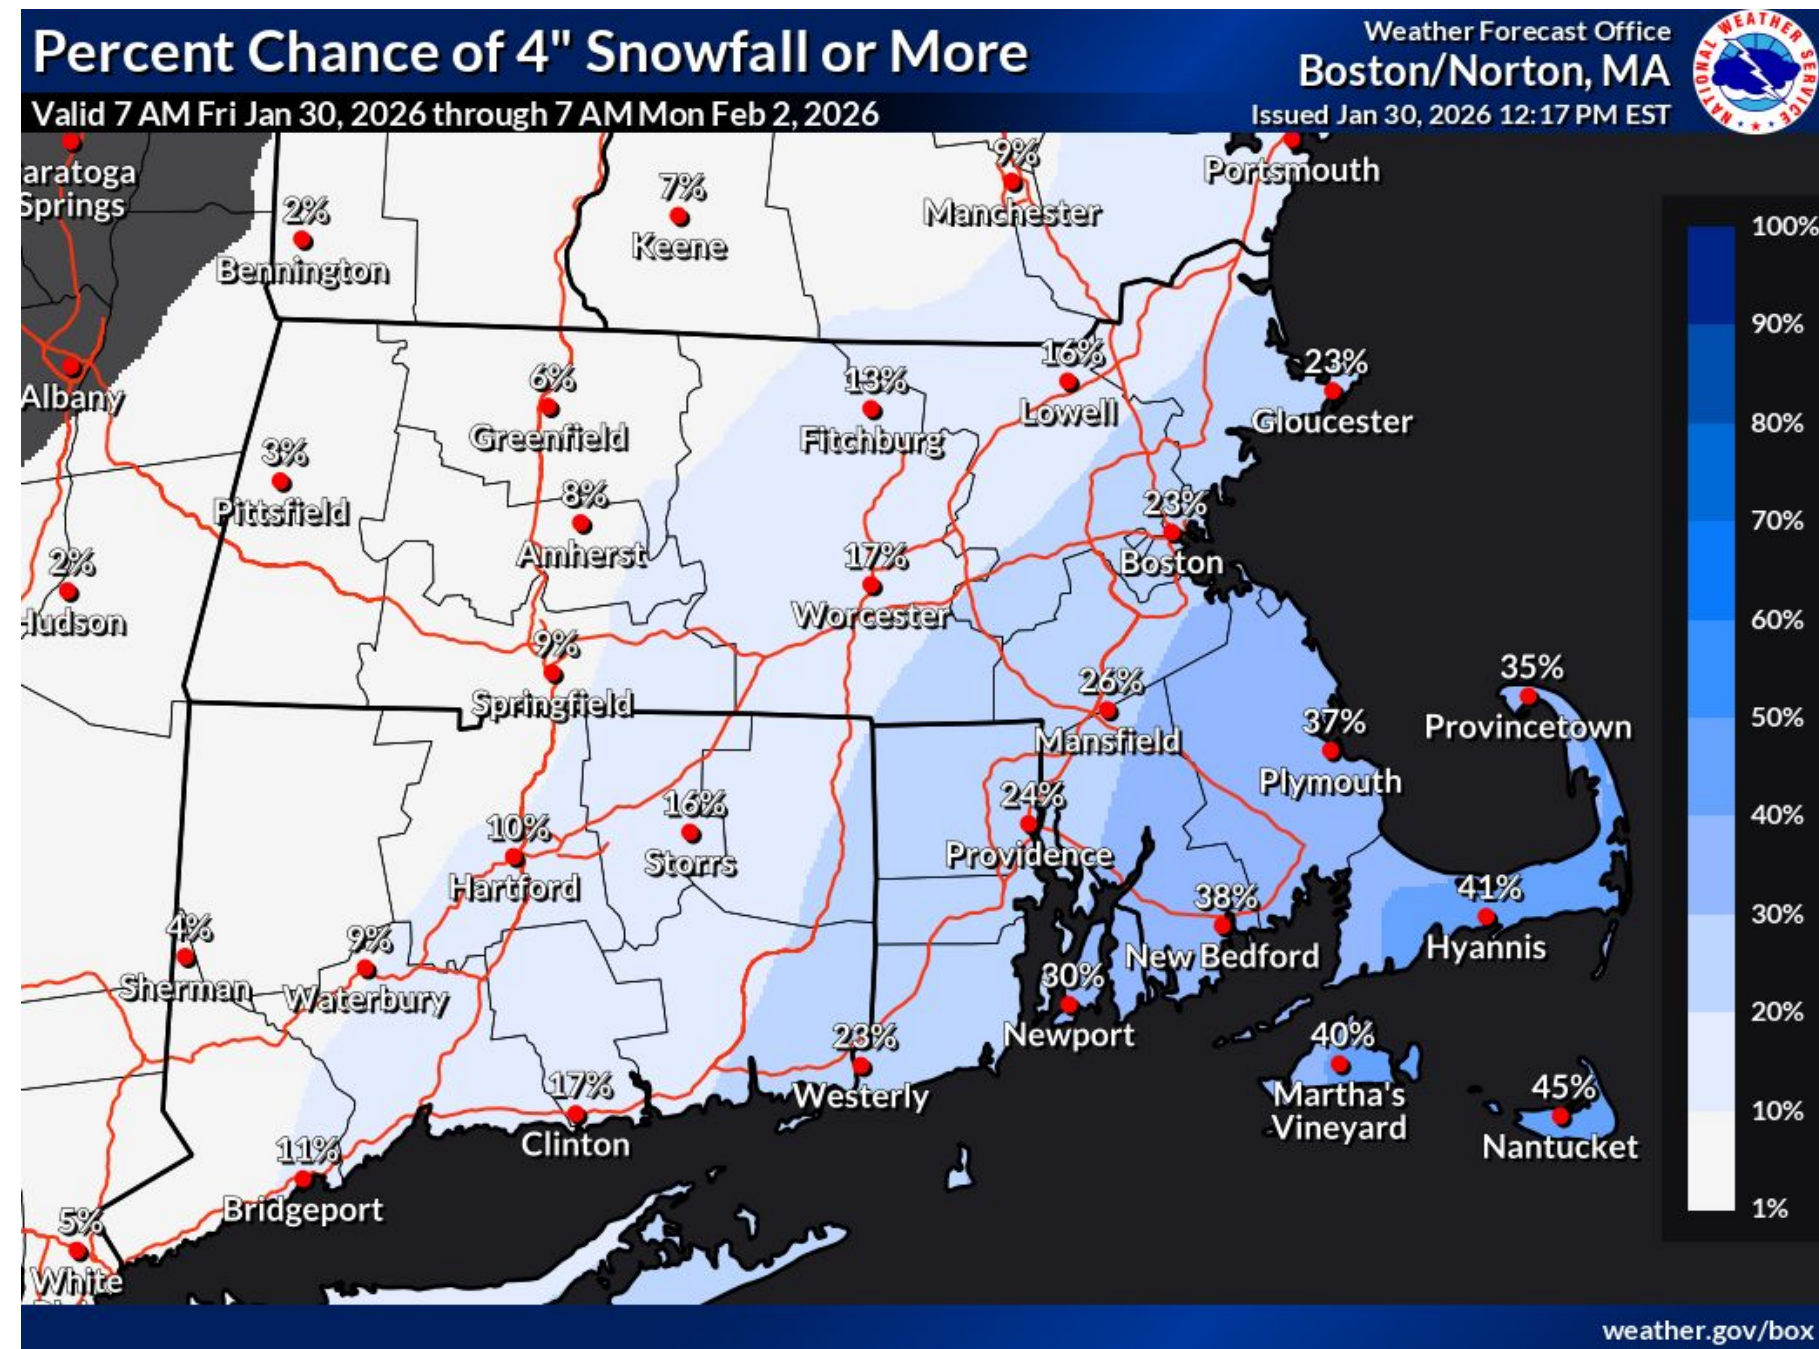 Percent Chance of 4" Snowfall or More
Valid 7 AM Fri Jan 30, 2026 through 7 AM Mon Feb 2, 2026
Weather Forecast Office
Boston/Norton, MA
Issued Jan 30, 2026 12:17 PM EST
NATIONAL WEATHER SERVICE
aratoga
Springs
2%
Bennington
7%
Keene
9%
Manchester
Portsmouth
Albany
6%
Greenfield
13%
Fitchburg
16%
Lowell
23%
Gloucester
3%
Pittsfield
8%
Amherst
23%
Boston
2%
Hudson
17%
Worcester
9%
Springfield
26%
Mansfield
37%
Plymouth
35%
Provincetown
10%
Hartford
16%
Storrs
24%
Providence
38%
New Bedford
41%
Hyannis
4%
Sherman
9%
Waterbury
30%
Newport
23%
Westerly
40%
Martha's
Vineyard
45%
Nantucket
17%
Clinton
11%
Bridgeport
5%
White
100%
90%
80%
70%
60%
50%
40%
30%
20%
10%
1%
weather.gov/box